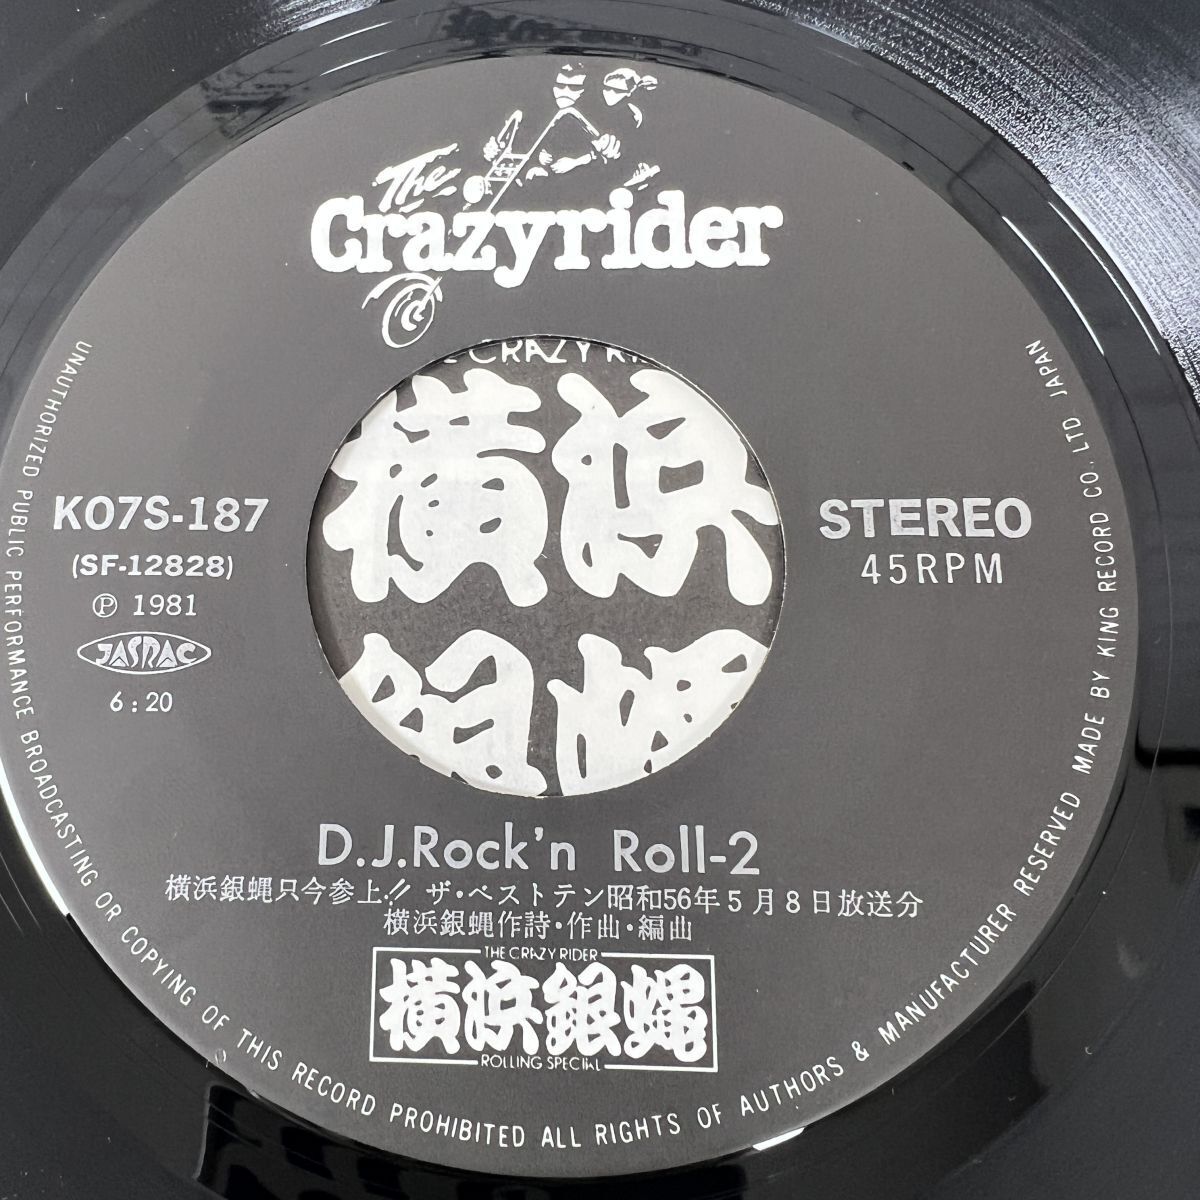 The
Crazyrider
THE CRAZY RI
横浜
銀蝿
K07S-187
(SF-12828)
Ⓟ 1981
JASRAC
6:20
STEREO
45RPM
D.J.Rock'n Roll-2
横浜銀蝿只今参上!! ザ・ベストテン昭和56年5月8日放送分
横浜銀蝿作詩・作曲・編曲
THE CRAZY RIDER
横浜銀蝿
ROLLING SPECIAL
UNAUTHORIZED PUBLIC PERFORMANCE BROADCASTING OR COPYING OF THIS RECORD PROHIBITED ALL RIGHTS OF AUTHORS & MANUFACTURER RESERVED MADE BY KING RECORD CO. LTD JAPAN